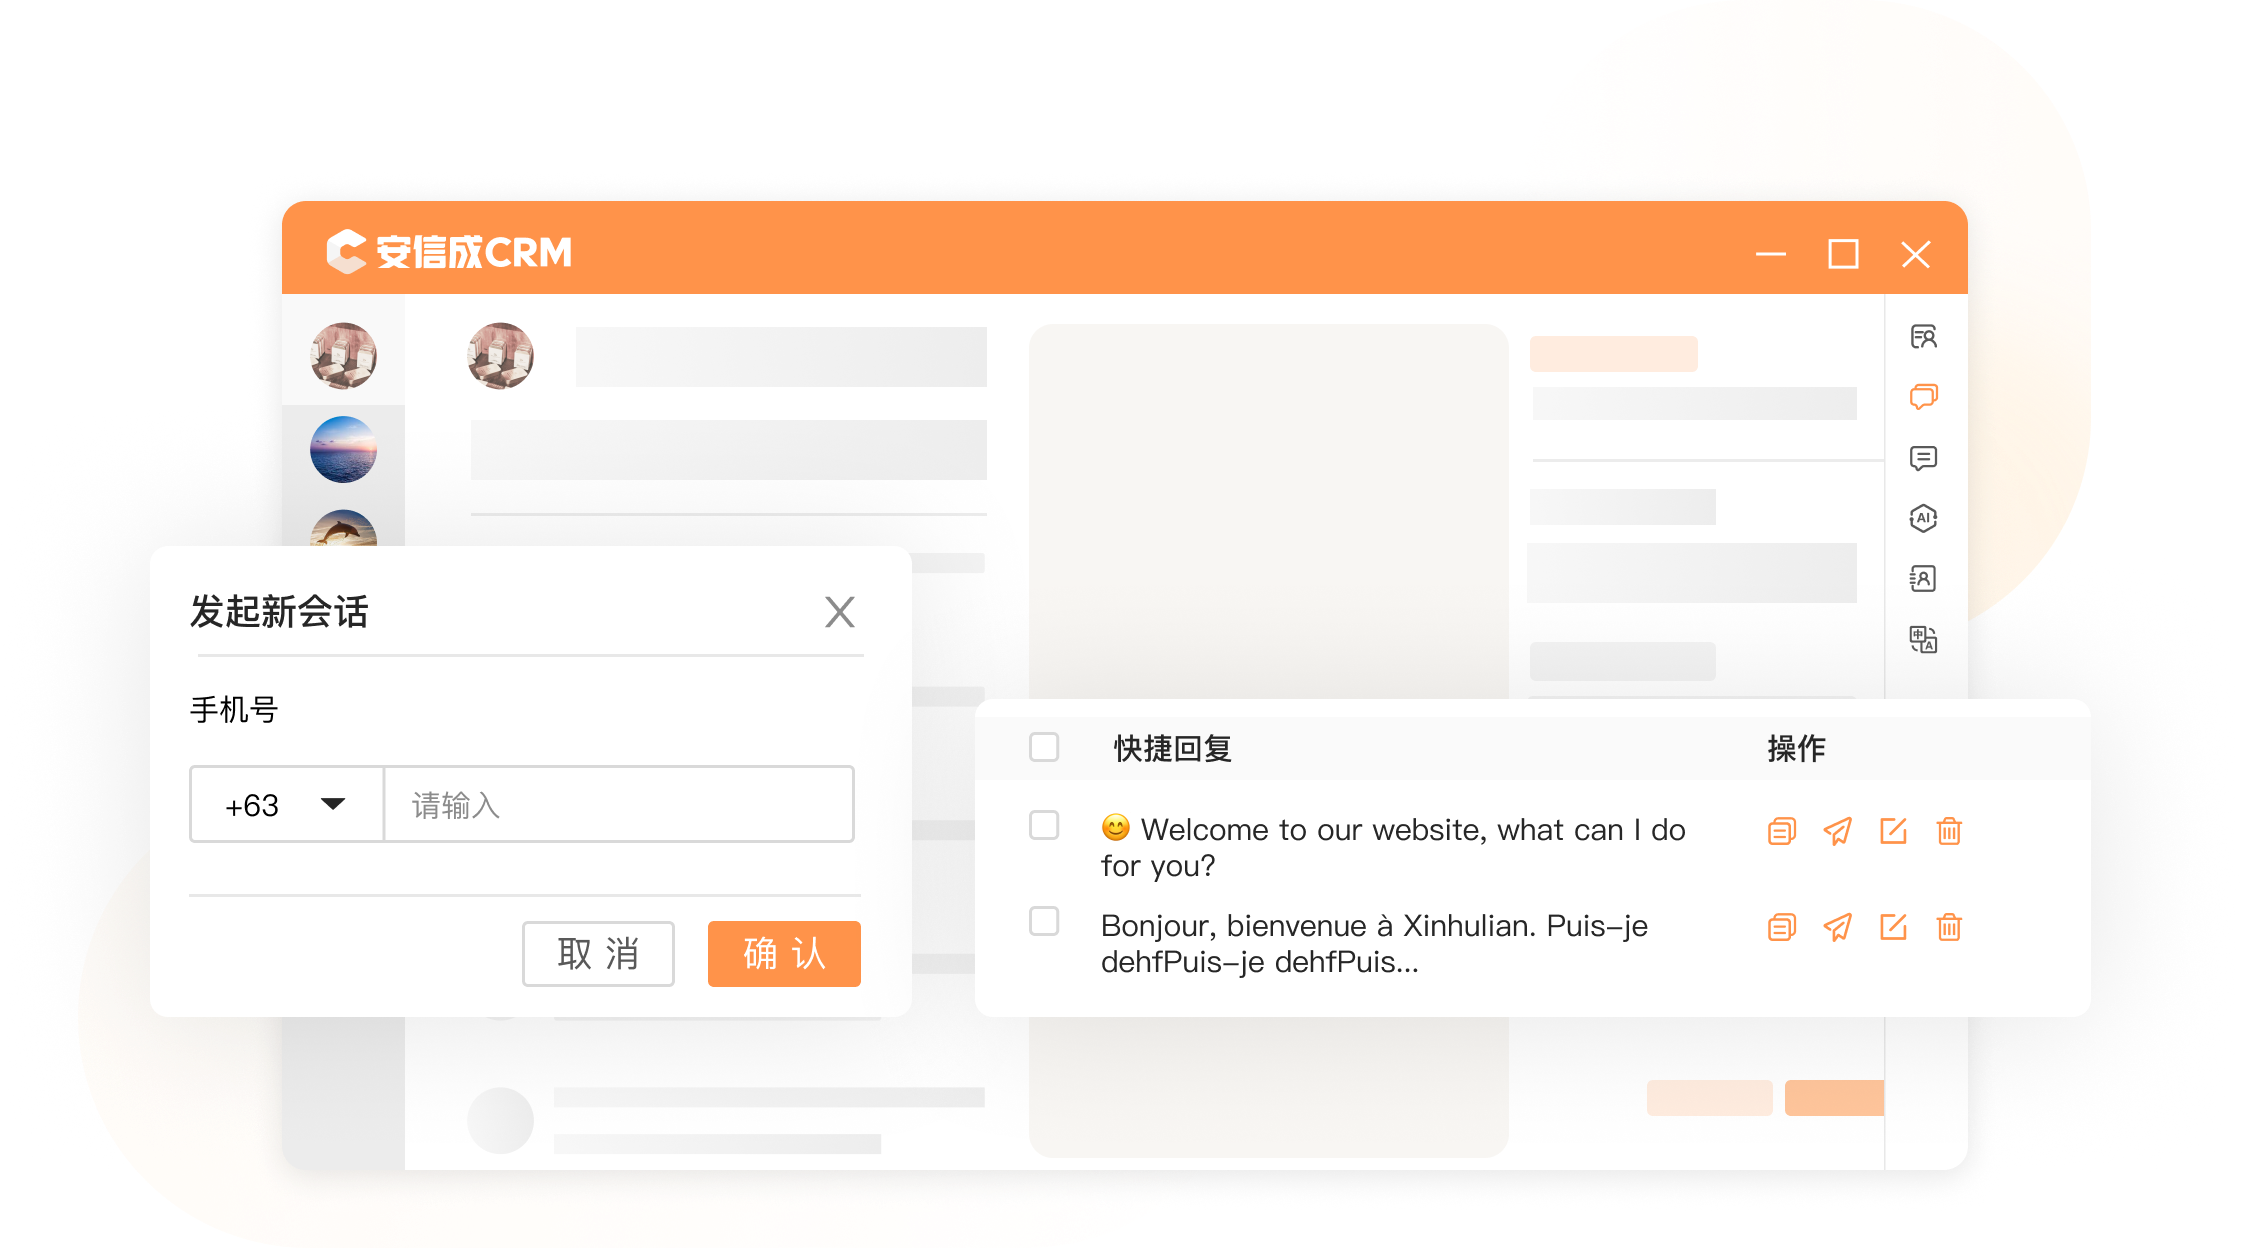 安信成CRM
AI
中
A
发起新会话
手机号
+63 请输入
取 消 确 认
快捷回复 操作
😊 Welcome to our website, what can I do
for you?
Bonjour, bienvenue à Xinhulian. Puis-je
dehfPuis-je dehfPuis...